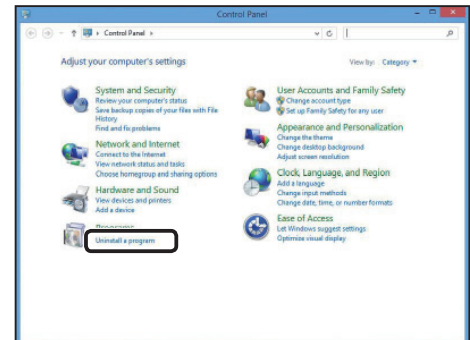 Control Panel
Control Panel
Adjust your computer's settings
View by: Category
System and Security
Review your computer's status
Save backup copies of your files with File
History
Find and fix problems
Network and Internet
Connect to the Internet
View network status and tasks
Choose homegroup and sharing options
Hardware and Sound
View devices and printers
Add a device
Programs
Uninstall a program
User Accounts and Family Safety
Change account type
Set up Family Safety for any user
Appearance and Personalization
Change the theme
Change desktop background
Adjust screen resolution
Clock, Language, and Region
Add a language
Change input methods
Change date, time, or number formats
Ease of Access
Let Windows suggest settings
Optimize visual display